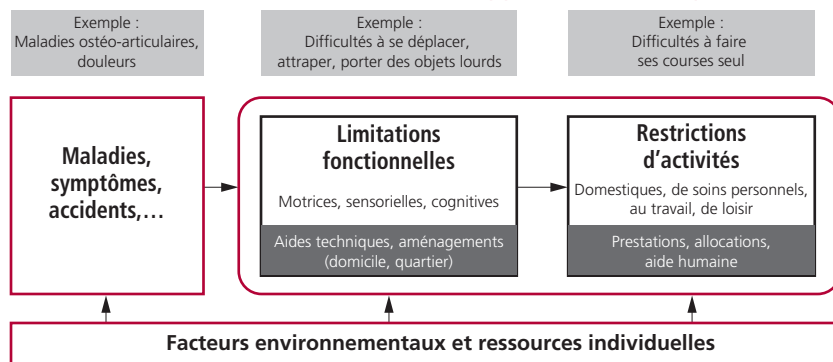 Exemple :
Maladies ostéo-articulaires,
douleurs
Exemple :
Difficultés à se déplacer,
attraper, porter des objets lourds
Exemple :
Difficultés à faire
ses courses seul
Maladies,
symptômes,
accidents,…
Limitations
fonctionnelles
Motrices, sensorielles, cognitives
Aides techniques, aménagements
(domicile, quartier)
Restrictions
d’activités
Domestiques, de soins personnels,
au travail, de loisir
Prestations, allocations,
aide humaine
Facteurs environnementaux et ressources individuelles